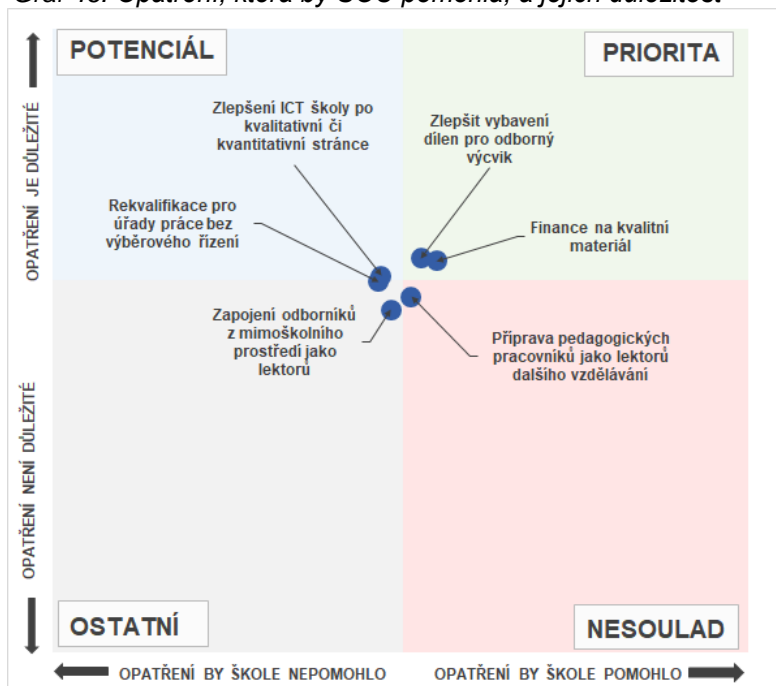 POTENCIÁL
PRIORITA
Zlepšení ICT školy po
kvalitativní či
kvantitativní stránce
Zlepšit vybavení
dílen pro odborný
výcvik
Rekvalifikace pro
úřady práce bez
výběrového řízení
Finance na kvalitní
materiál
Zapojení odborníků
z mimoškolního
prostředí jako
lektorů
Příprava pedagogických
pracovníků jako lektorů
dalšího vzdělávání
OPATŘENÍ JE DŮLEŽITÉ
OPATŘENÍ NENÍ DŮLEŽITÉ
OSTATNÍ
NESOULAD
OPATŘENÍ BY ŠKOLE NEPOMOHLO
OPATŘENÍ BY ŠKOLE POMOHLO